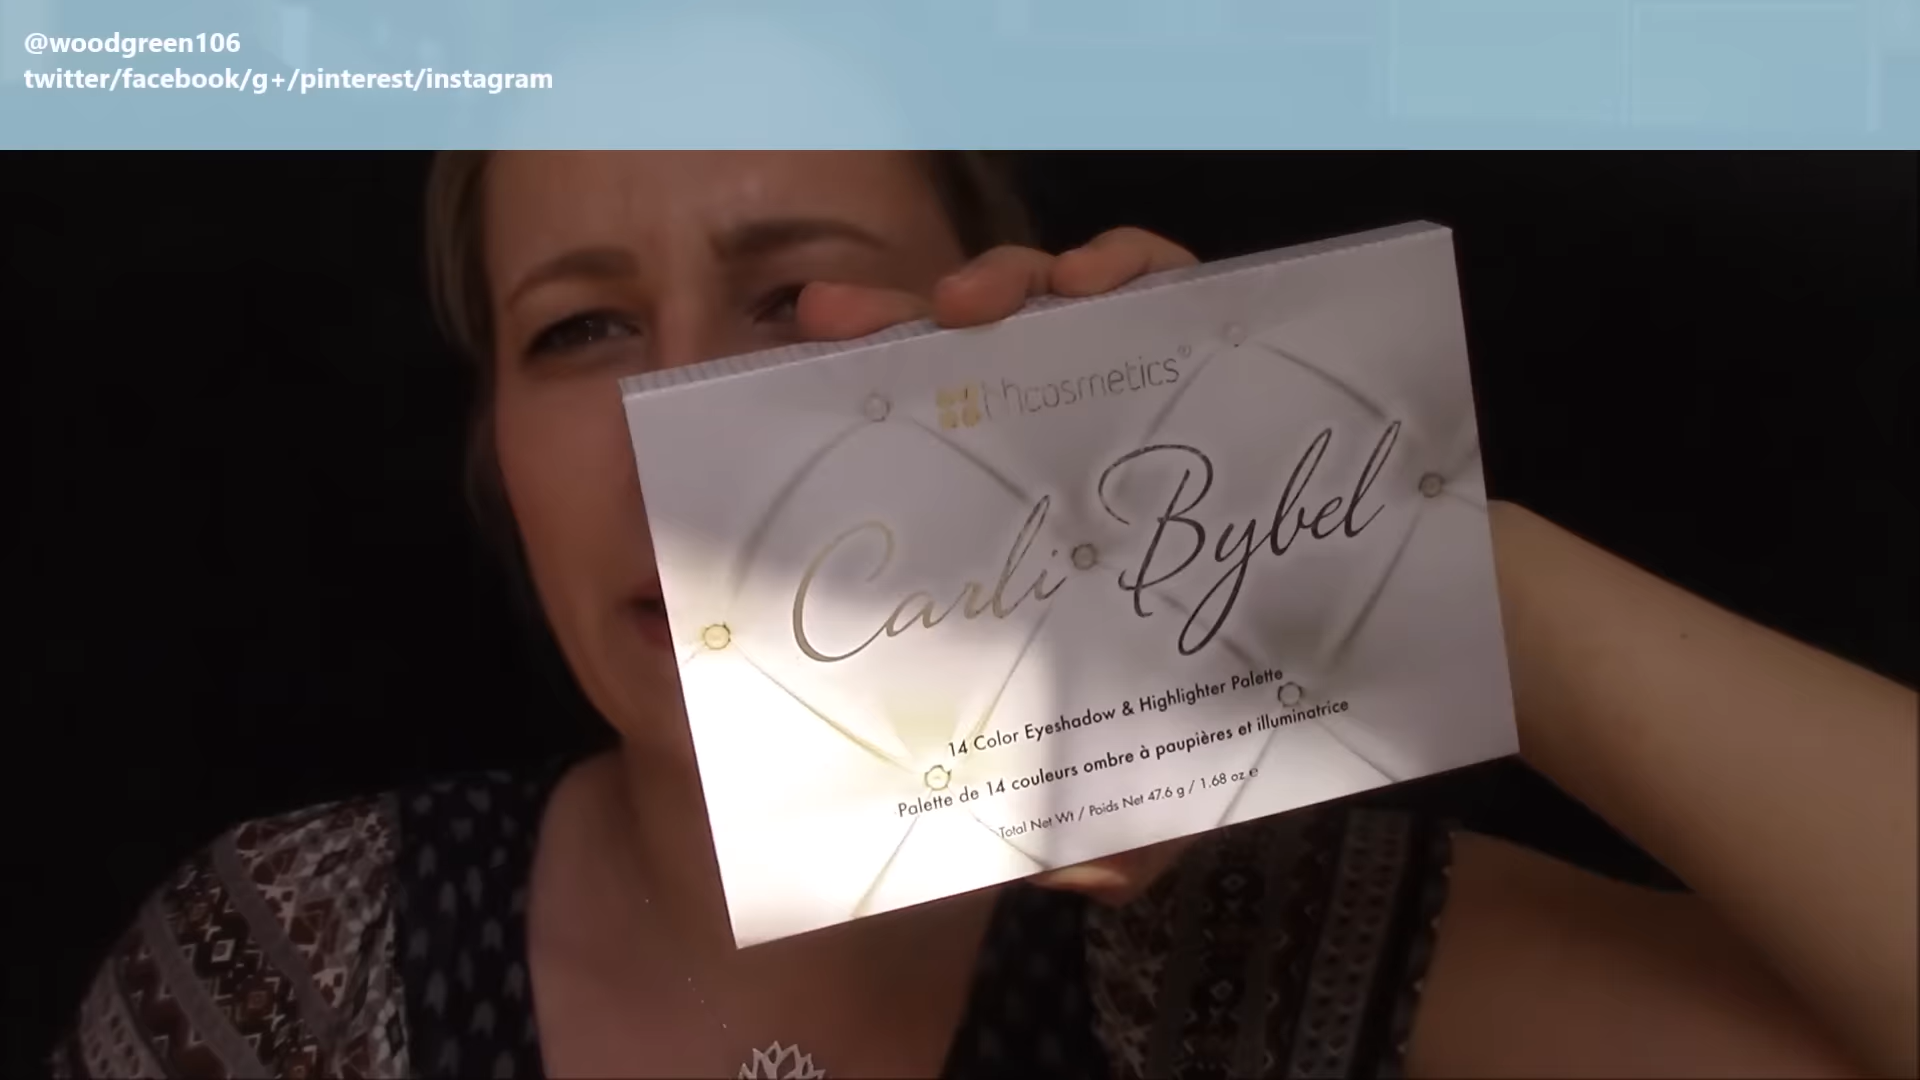 @woodgreen106
twitter/facebook/g+/pinterest/instagram
bhcosmetics®
Carli Bybel
14 Color Eyeshadow & Highlighter Palette
Palette de 14 couleurs ombre à paupières et illuminatrice
Total Net Wt / Poids Net 47.6 g / 1.68 oz e